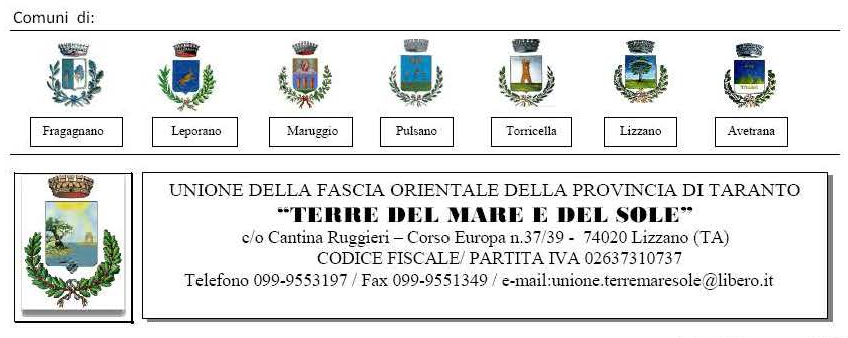 Comuni di:
Fragagnano Leporano Maruggio Pulsano Torricella Lizzano Avetrana
UNIONE DELLA FASCIA ORIENTALE DELLA PROVINCIA DI TARANTO
“TERRE DEL MARE E DEL SOLE”
c/o Cantina Ruggieri – Corso Europa n.37/39 - 74020 Lizzano (TA)
CODICE FISCALE/ PARTITA IVA 02637310737
Telefono 099-9553197 / Fax 099-9551349 / e-mail:unione.terremaresole@libero.it